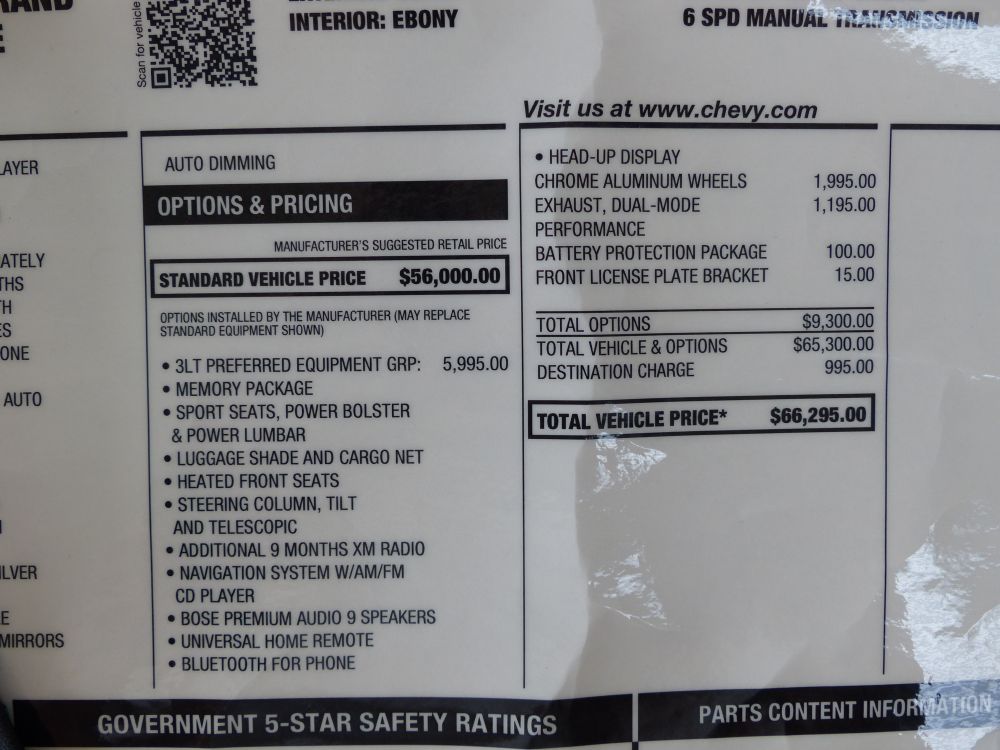 Scan for vehicle
INTERIOR: EBONY
6 SPD MANUAL TRANSMISSION
Visit us at www.chevy.com
ATELY
AUTO
MIRRORS
AUTO DIMMING
OPTIONS & PRICING
MANUFACTURER'S SUGGESTED RETAIL PRICE
STANDARD VEHICLE PRICE $56,000.00
OPTIONS INSTALLED BY THE MANUFACTURER (MAY REPLACE
STANDARD EQUIPMENT SHOWN)
• 3LT PREFERRED EQUIPMENT GRP: 5,995.00
• MEMORY PACKAGE
• SPORT SEATS, POWER BOLSTER
& POWER LUMBAR
• LUGGAGE SHADE AND CARGO NET
• HEATED FRONT SEATS
• STEERING COLUMN, TILT
AND TELESCOPIC
• ADDITIONAL 9 MONTHS XM RADIO
• NAVIGATION SYSTEM W/AM/FM
CD PLAYER
• BOSE PREMIUM AUDIO 9 SPEAKERS
• UNIVERSAL HOME REMOTE
• BLUETOOTH FOR PHONE
• HEAD-UP DISPLAY
CHROME ALUMINUM WHEELS 1,995.00
EXHAUST, DUAL-MODE 1,195.00
PERFORMANCE
BATTERY PROTECTION PACKAGE 100.00
FRONT LICENSE PLATE BRACKET 15.00
TOTAL OPTIONS $9,300.00
TOTAL VEHICLE & OPTIONS $65,300.00
DESTINATION CHARGE 995.00
TOTAL VEHICLE PRICE* $66,295.00
GOVERNMENT 5-STAR SAFETY RATINGS
PARTS CONTENT INFORMATION